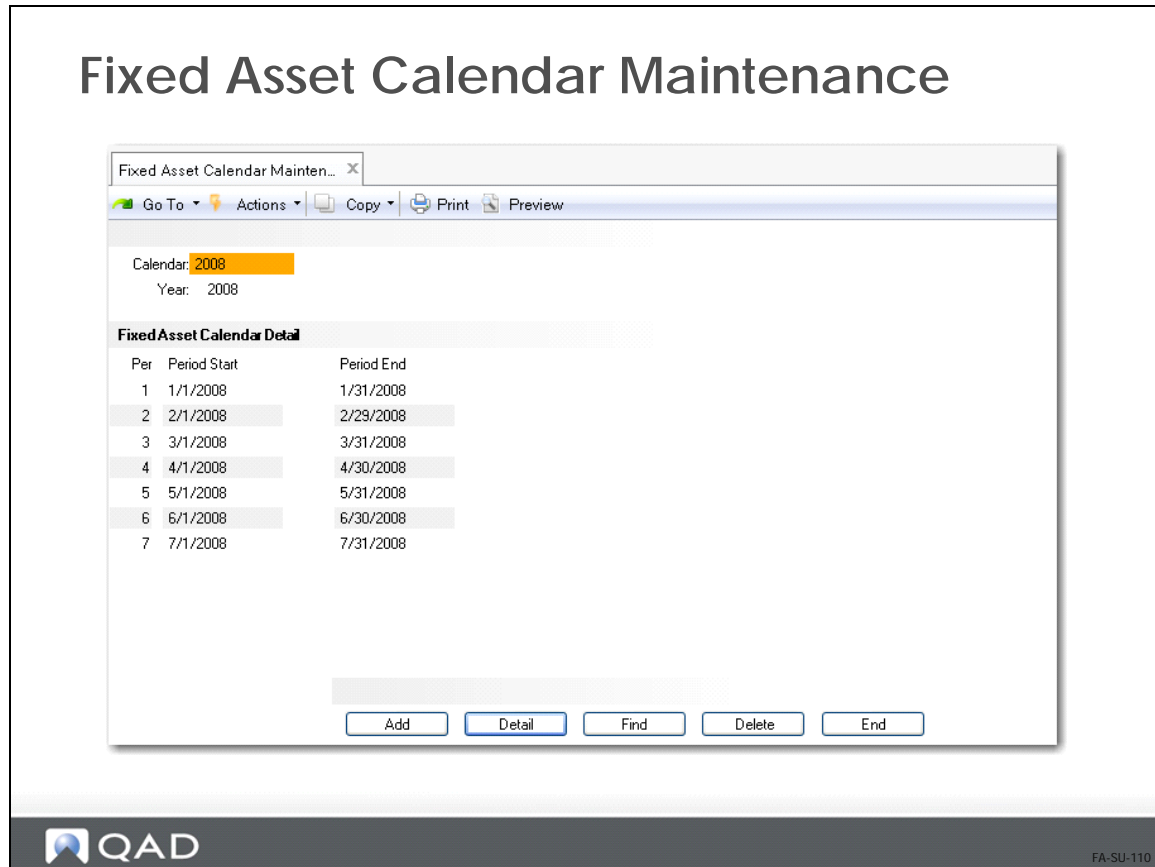 Fixed Asset Calendar Maintenance
Fixed Asset Calendar Mainten... X
Go To Actions Copy Print Preview
Calendar: 2008
Year: 2008
Fixed Asset Calendar Detail
Per Period Start Period End
1 1/1/2008 1/31/2008
2 2/1/2008 2/29/2008
3 3/1/2008 3/31/2008
4 4/1/2008 4/30/2008
5 5/1/2008 5/31/2008
6 6/1/2008 6/30/2008
7 7/1/2008 7/31/2008
Add Detail Find Delete End
QAD
FA-SU-110